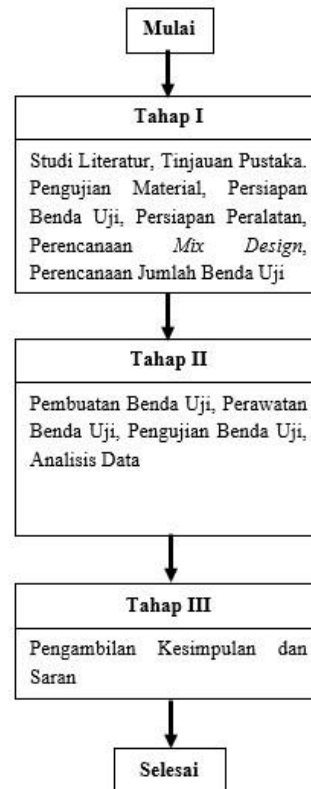 Mulai
Tahap I
Studi Literatur, Tinjauan Pustaka.
Pengujian Material, Persiapan
Benda Uji, Persiapan Peralatan,
Perencanaan Mix Design,
Perencanaan Jumlah Benda Uji
Tahap II
Pembuatan Benda Uji, Perawatan
Benda Uji, Pengujian Benda Uji,
Analisis Data
Tahap III
Pengambilan Kesimpulan dan
Saran
Selesai